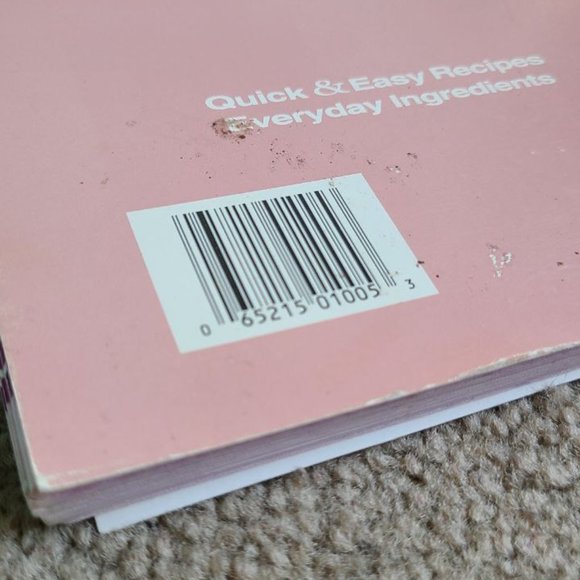 Quick & Easy Recipes
Everyday Ingredients
0 65215 01005 3